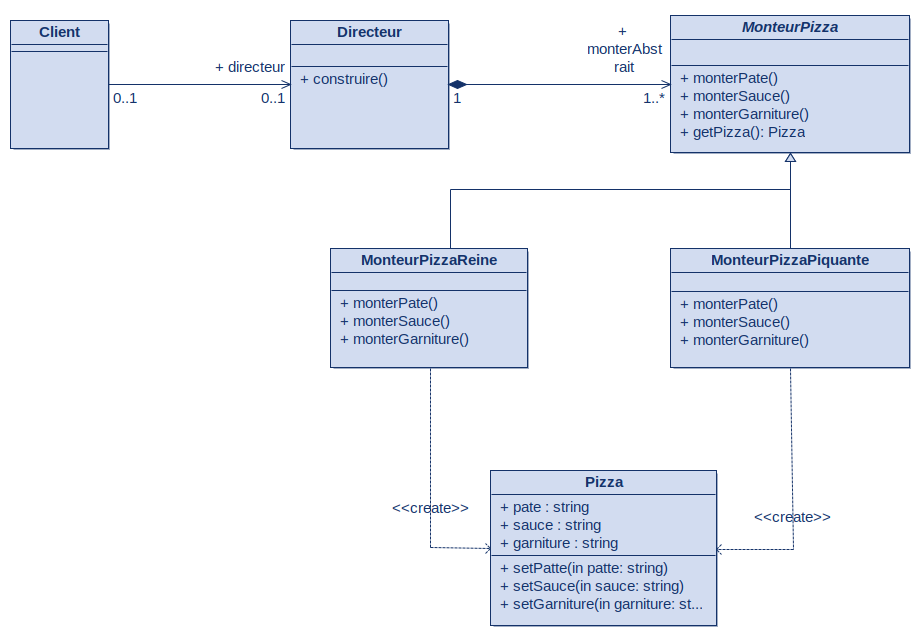 Client
Directeur
+ construire()
+ directeur
0..1
0..1
1
+
monterAbst
rait
1..*
MonteurPizza
+ monterPate()
+ monterSauce()
+ monterGarniture()
+ getPizza(): Pizza
MonteurPizzaReine
+ monterPate()
+ monterSauce()
+ monterGarniture()
MonteurPizzaPiquante
+ monterPate()
+ monterSauce()
+ monterGarniture()
<<create>>
<<create>>
Pizza
+ pate : string
+ sauce : string
+ garniture : string
+ setPatte(in patte: string)
+ setSauce(in sauce: string)
+ setGarniture(in garniture: st...